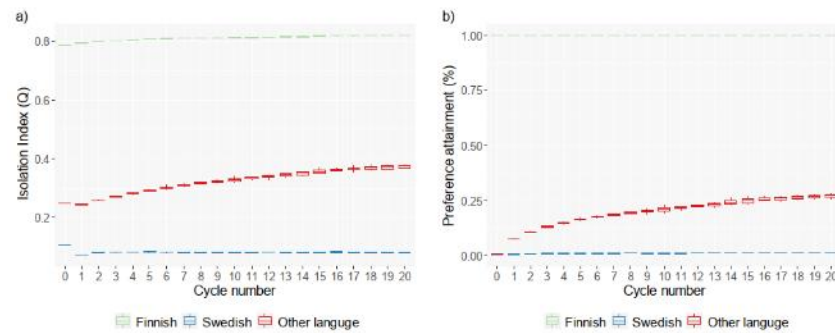 a)
b)
Isolation Index (Q)
0.8
0.6
0.4
0.2
0 1 2 3 4 5 6 7 8 9 10 11 12 13 14 15 16 17 18 19 20
Cycle number
Finnish Swedish Other languge
Preference attainment (%)
1.00
0.75
0.50
0.25
0.00
0 1 2 3 4 5 6 7 8 9 10 11 12 13 14 15 16 17 18 19 20
Cycle number
Finnish Swedish Other languge